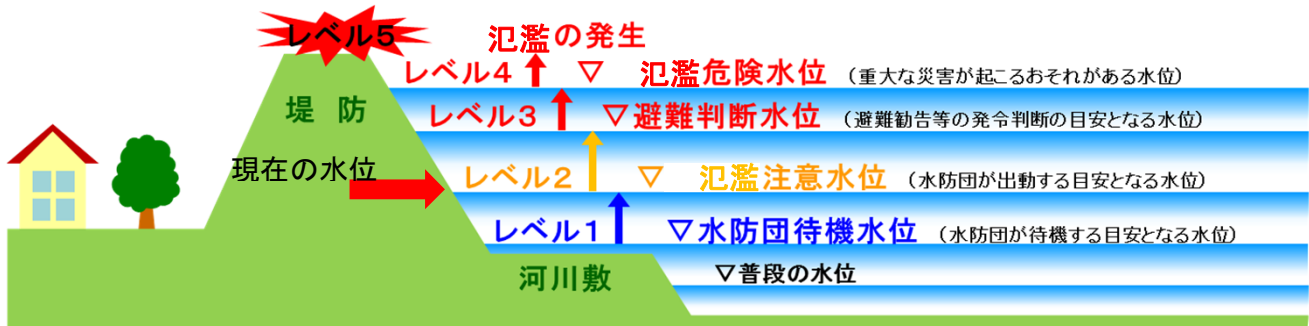 レベル5
氾濫の発生
レベル4 ▽ 氾濫危険水位 (重大な災害が起こるおそれがある水位)
堤 防
レベル3 ▽避難判断水位 (避難勧告等の発令判断の目安となる水位)
現在の水位
レベル2 ▽ 氾濫注意水位 (水防団が出動する目安となる水位)
レベル1 ▽水防団待機水位 (水防団が待機する目安となる水位)
河川敷
▽普段の水位